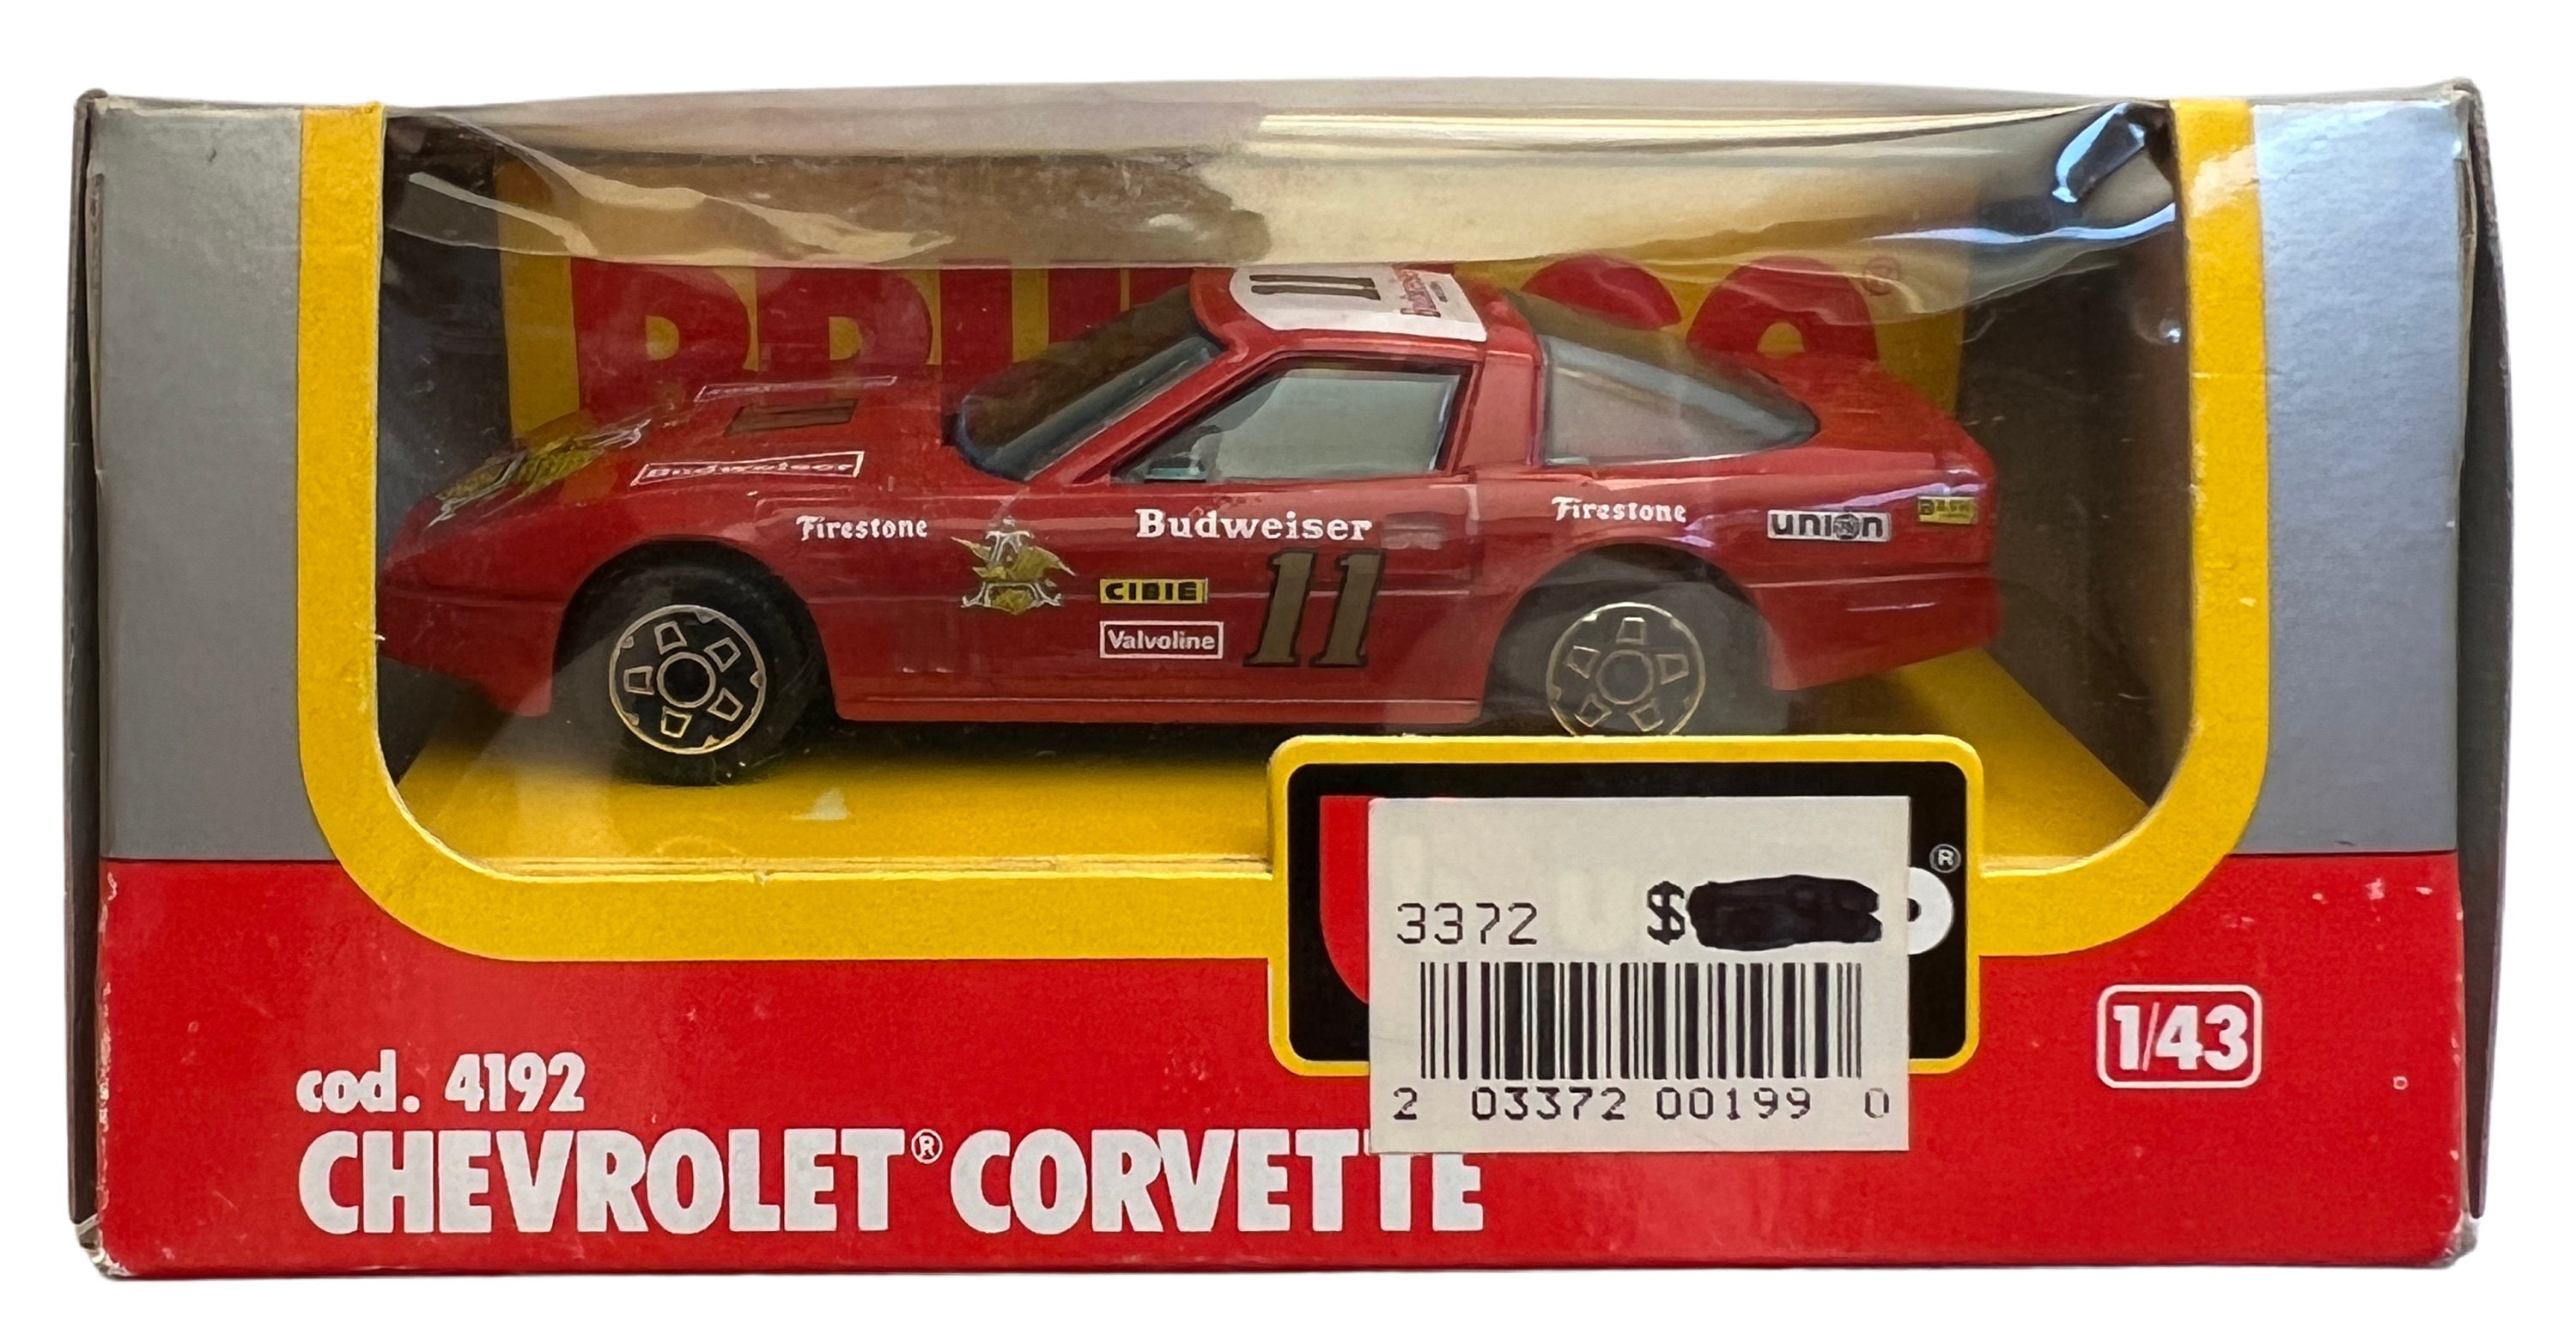 11
Budweiser
Firestone
Budweiser
Firestone
union
CIBIE
11
Valvoline
®
3372 $
2 03372 00199 0
1/43
cod. 4192
CHEVROLET® CORVETTE